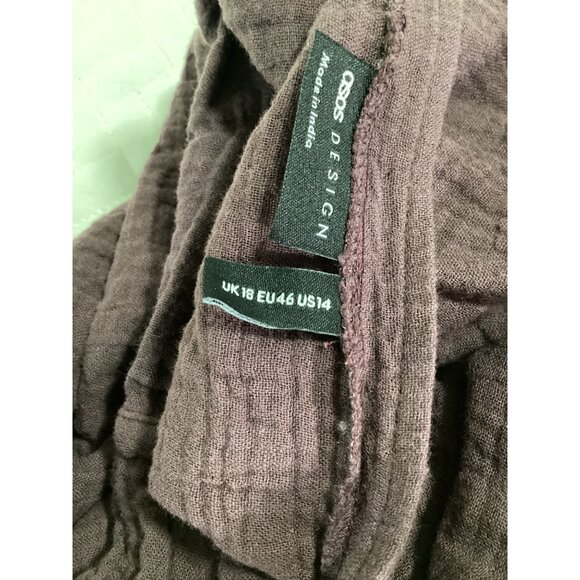 asos DESIGN
Made in India
UK 18 EU 46 US 14